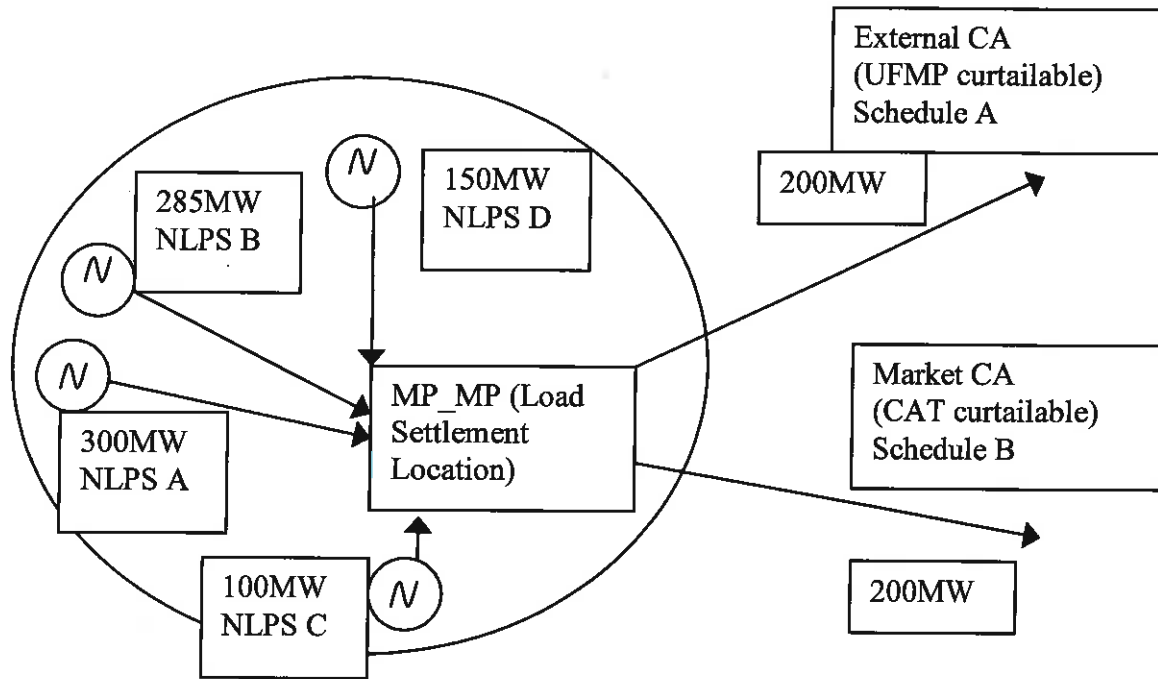 External CA
(UFMP curtailable)
Schedule A
200MW
150MW
NLPS D
285MW
NLPS B
N
N
N
MP_MP (Load
Settlement
Location)
Market CA
(CAT curtailable)
Schedule B
300MW
NLPS A
100MW
NLPS C
N
200MW